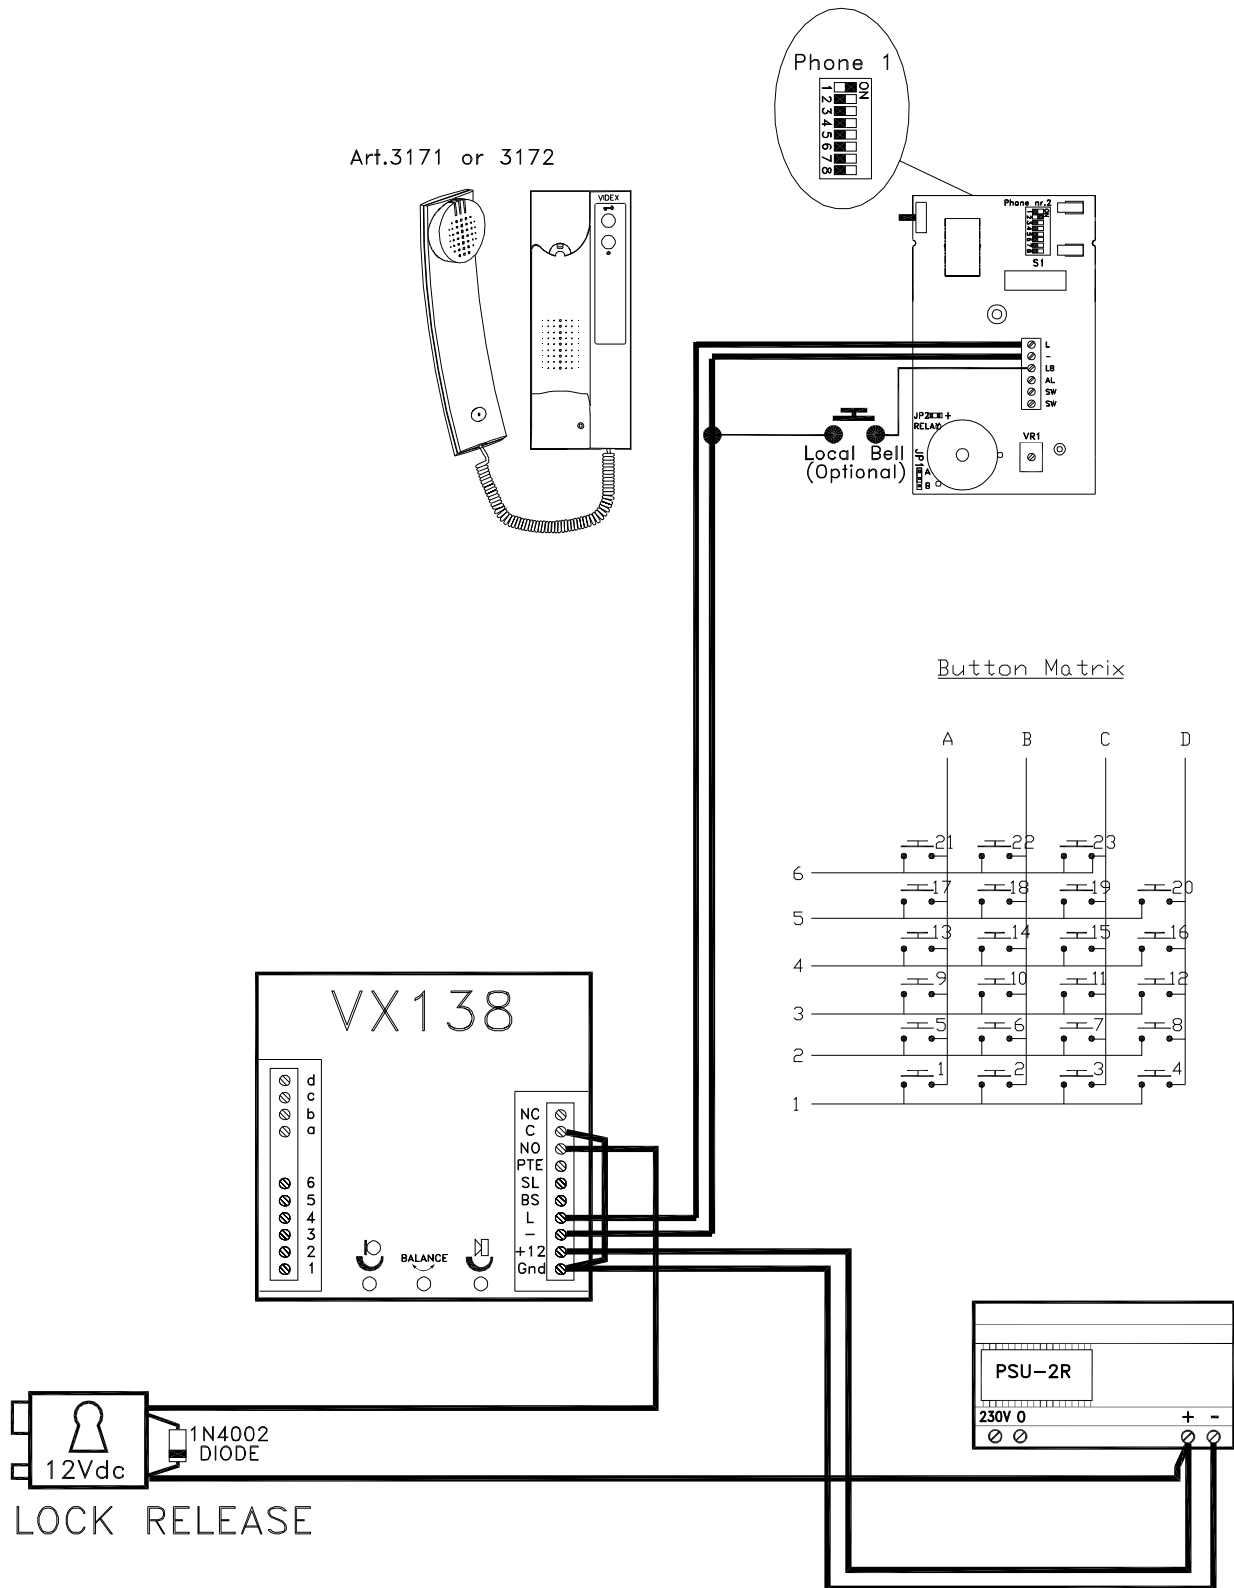 Phone 1
ON
1
2
3
4
5
6
7
8
Art.3171 or 3172
VIDEX
Phone nr.2
ON
S1
L
-
LB
AL
SW
SW
JP2 +
RELAY
VR1
JP1
A
B
Local Bell
(Optional)
Button Matrix
A B C D
21 22 23
6
17 18 19 20
5
13 14 15 16
4
9 10 11 12
3
5 6 7 8
2
1 2 3 4
1
VX138
d
c
b
a
6
5
4
3
2
1
BALANCE
NC
C
NO
PTE
SL
BS
L
-
+12
Gnd
PSU-2R
230V 0 + -
1N4002
DIODE
12Vdc
LOCK RELEASE